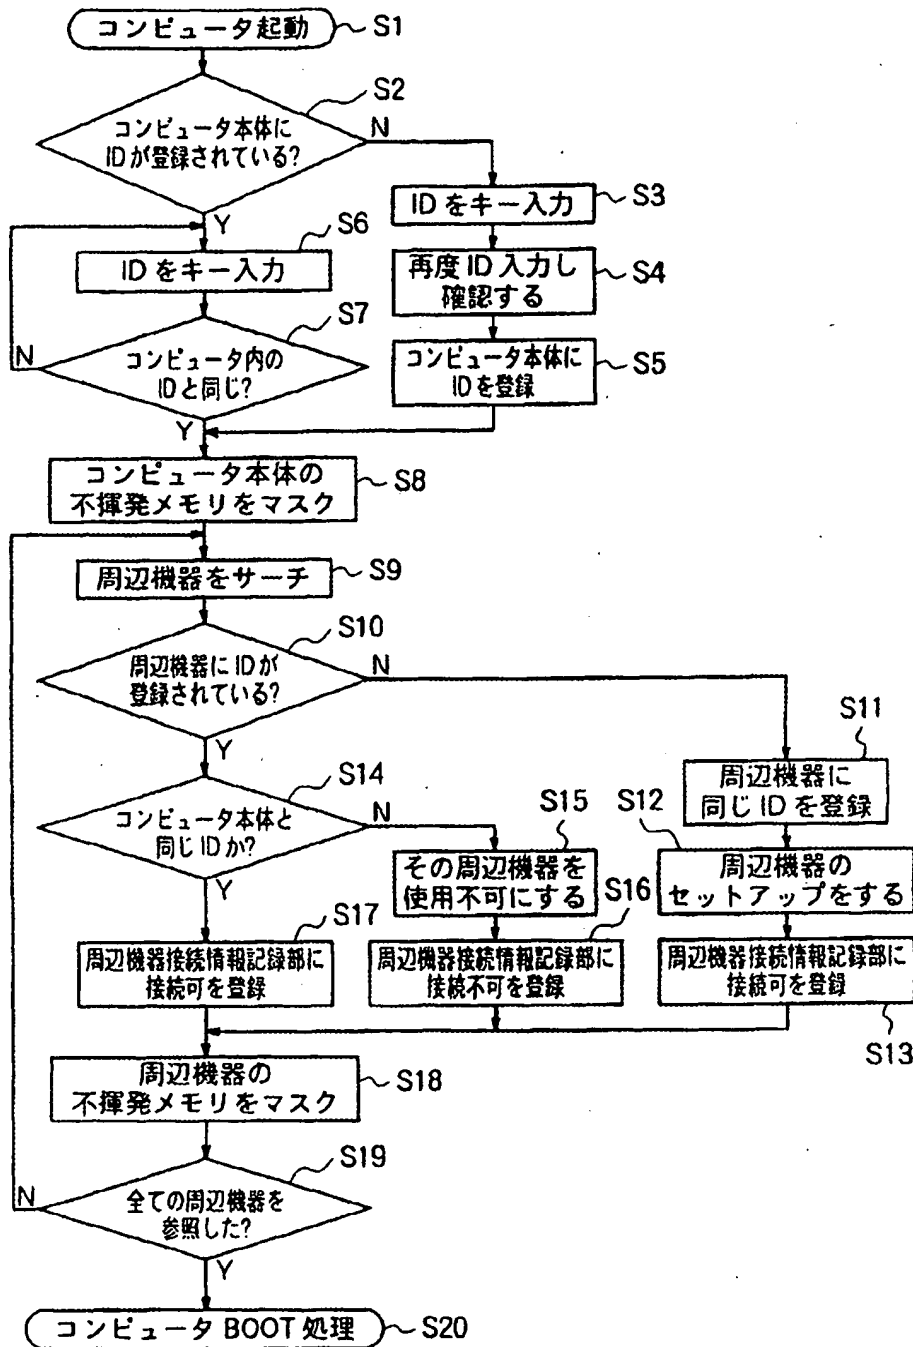 コンピュータ起動
S1
S2
コンピュータ本体に
IDが登録されている?
N
Y
S3
IDをキー入力
S4
再度ID入力し
確認する
S5
コンピュータ本体に
IDを登録
S6
IDをキー入力
S7
コンピュータ内の
IDと同じ?
N
Y
S8
コンピュータ本体の
不揮発メモリをマスク
S9
周辺機器をサーチ
S10
周辺機器にIDが
登録されている?
N
Y
S11
周辺機器に
同じIDを登録
S12
周辺機器の
セットアップをする
周辺機器接続情報記録部に
接続可を登録
S13
S14
コンピュータ本体と
同じIDか?
N
Y
S15
その周辺機器を
使用不可にする
S16
周辺機器接続情報記録部に
接続不可を登録
S17
周辺機器接続情報記録部に
接続可を登録
周辺機器の
不揮発メモリをマスク
S18
S19
全ての周辺機器を
参照した?
N
Y
コンピュータBOOT処理
S20